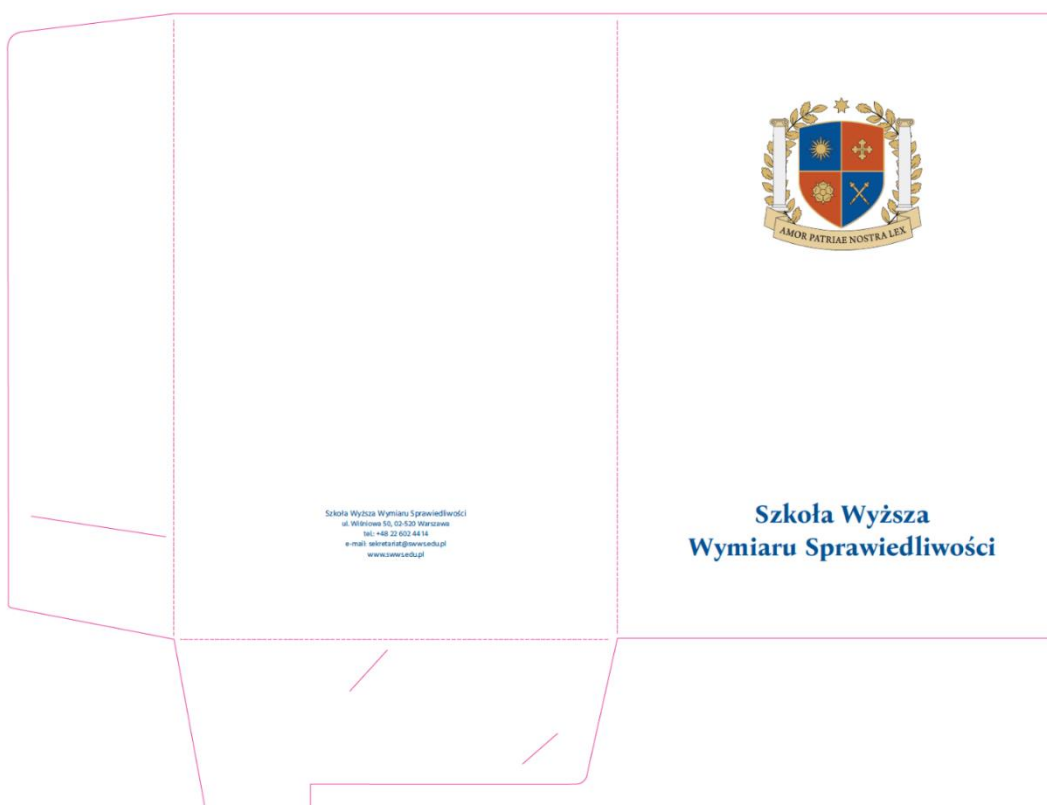 AMOR PATRIAE NOSTRA LEX
Szkoła Wyższa
Wymiaru Sprawiedliwości
Szkoła Wyższa Wymiaru Sprawiedliwości
ul. Wiśniowa 50, 02-520 Warszawa
tel.: +48 22 602 44 14
e-mail: sekretariat@swws.edu.pl
www.swws.edu.pl